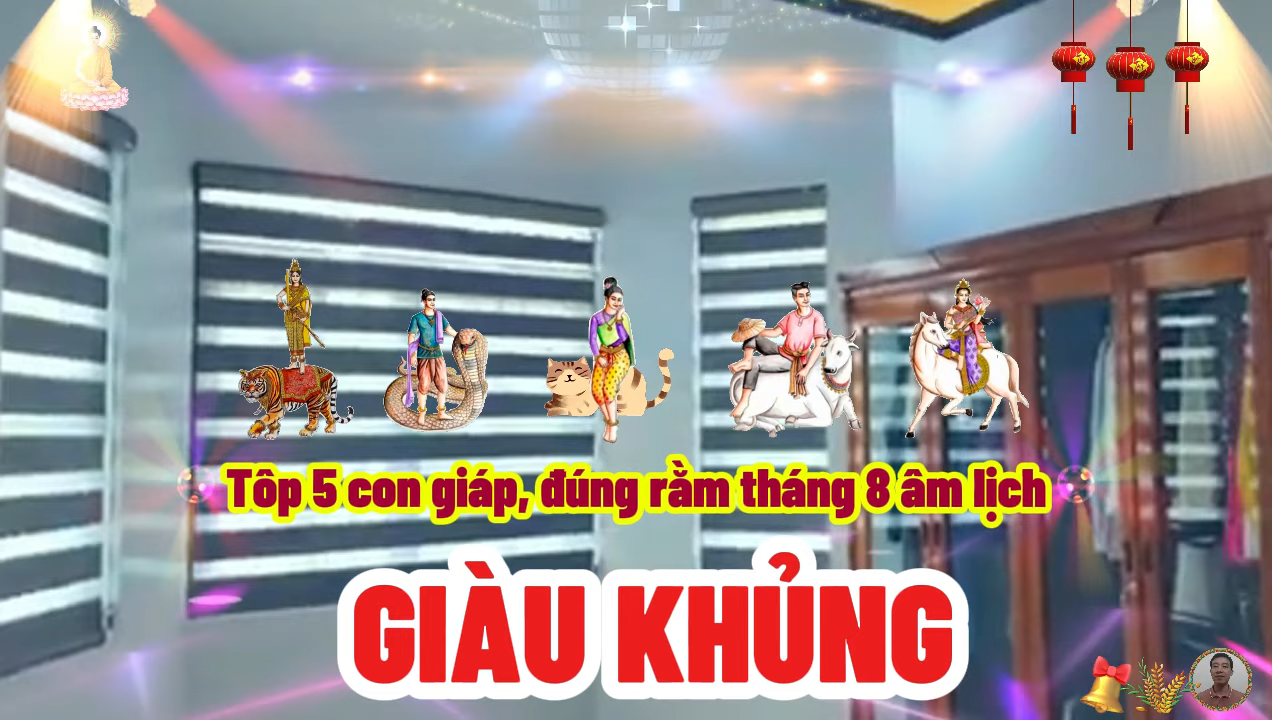 Tôp 5 con giáp, đúng rằm tháng 8 âm lịch
GIÀU KHỦNG